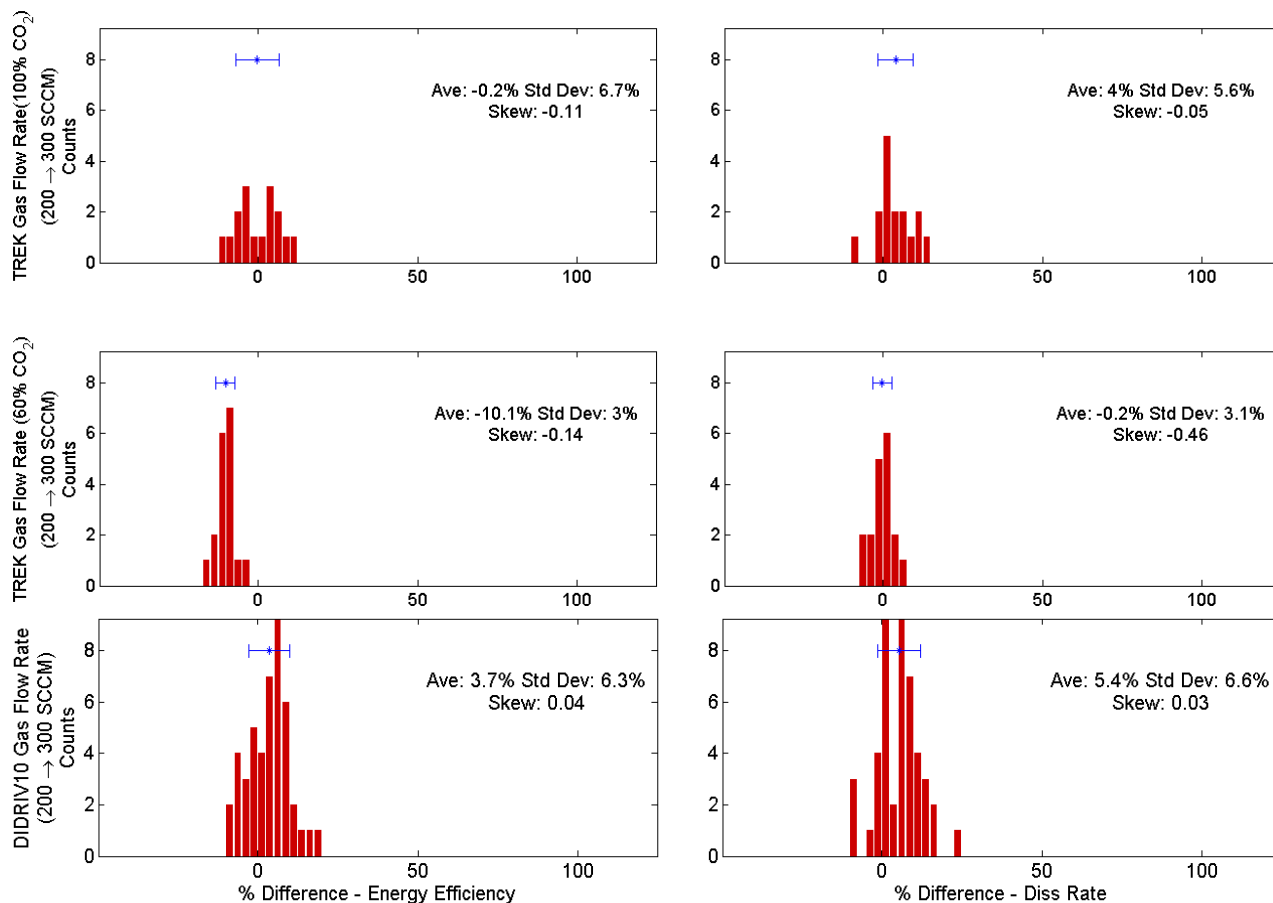 TREK Gas Flow Rate(100% CO₂)
(200 → 300 SCCM)
Counts
8
6
4
2
0
0
50
100
Ave: -0.2% Std Dev: 6.7%
Skew: -0.11
8
6
4
2
0
0
50
100
Ave: 4% Std Dev: 5.6%
Skew: -0.05
TREK Gas Flow Rate (60% CO₂)
(200 → 300 SCCM)
Counts
8
6
4
2
0
0
50
100
Ave: -10.1% Std Dev: 3%
Skew: -0.14
8
6
4
2
0
0
50
100
Ave: -0.2% Std Dev: 3.1%
Skew: -0.46
DIDRIV10 Gas Flow Rate
(200 → 300 SCCM)
Counts
8
6
4
2
0
0
50
100
Ave: 3.7% Std Dev: 6.3%
Skew: 0.04
% Difference - Energy Efficiency
8
6
4
2
0
0
50
100
Ave: 5.4% Std Dev: 6.6%
Skew: 0.03
% Difference - Diss Rate